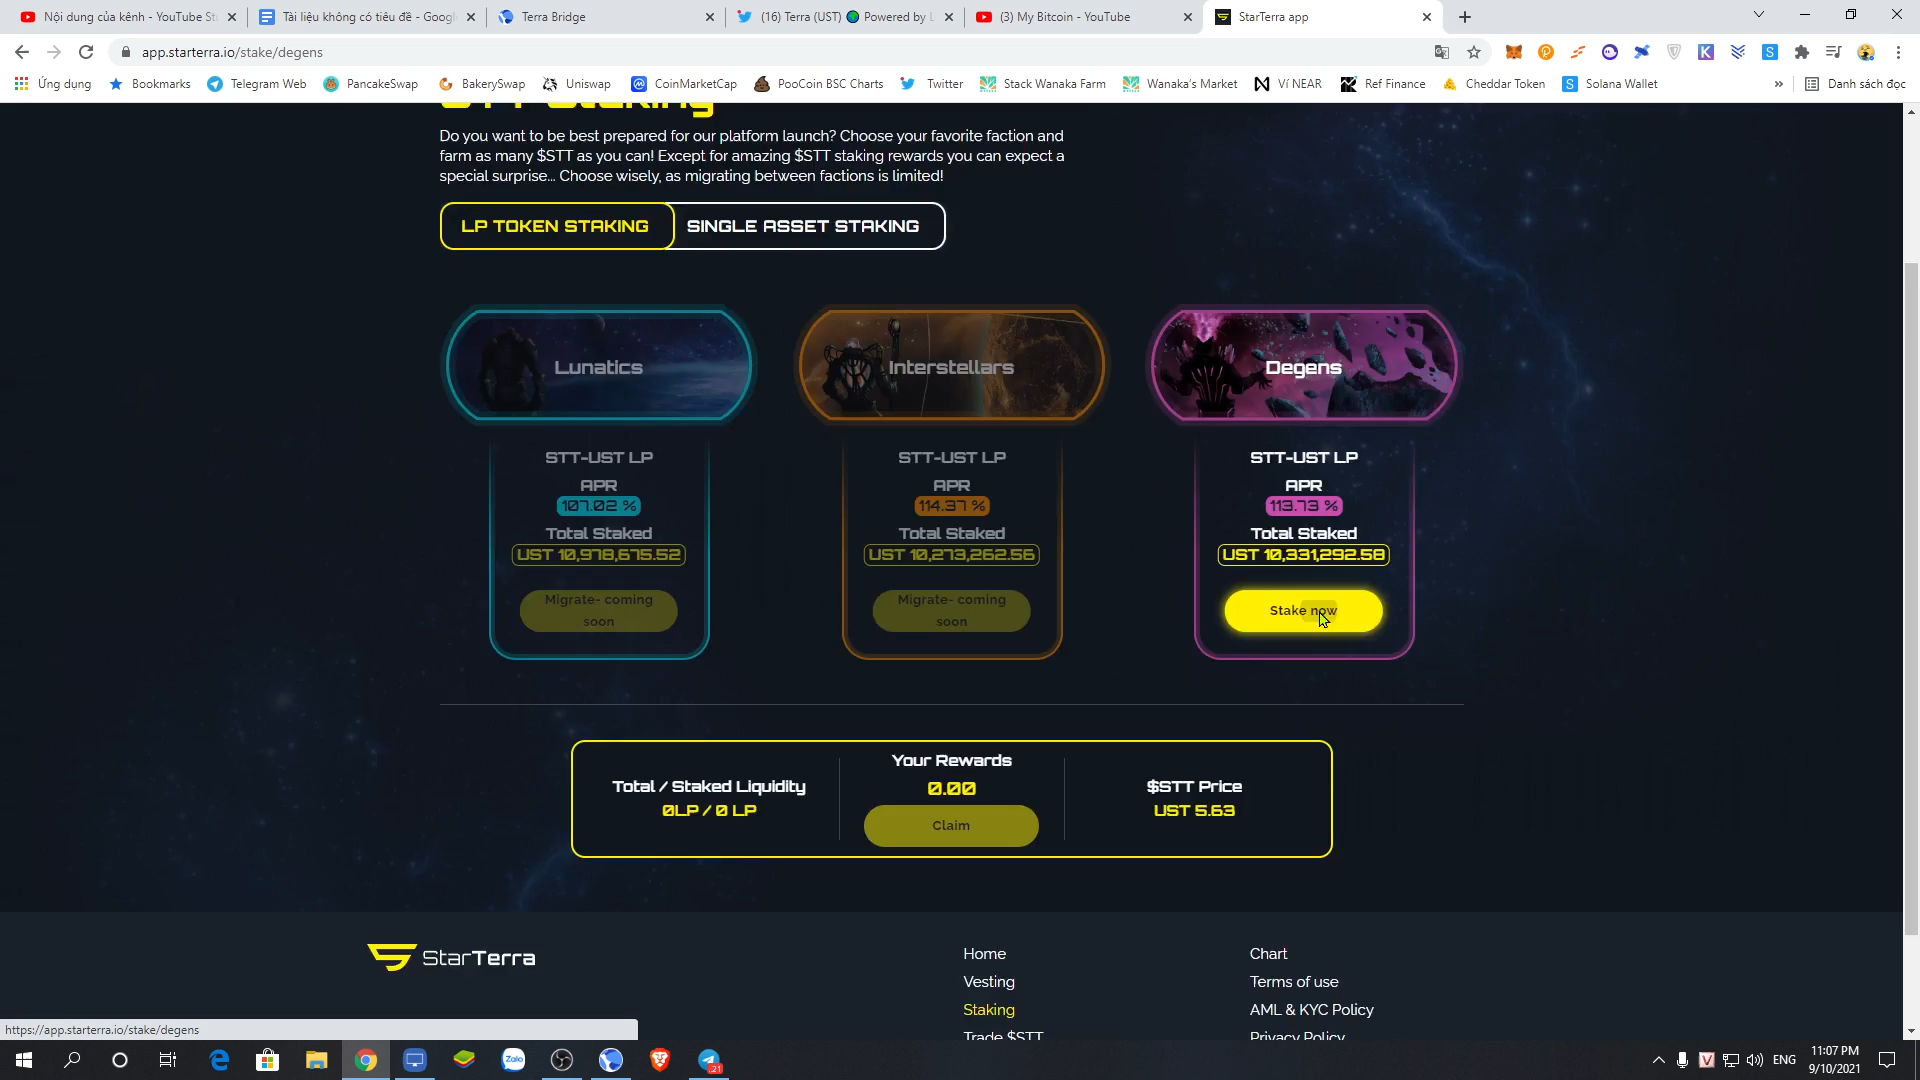 Nội dung của kênh - YouTube St
Tài liệu không có tiêu đề - Googl
Terra Bridge
(16) Terra (UST) Powered by L
(3) My Bitcoin - YouTube
StarTerra app
app.starterra.io/stake/degens
Ứng dụng
Bookmarks
Telegram Web
PancakeSwap
BakerySwap
Uniswap
CoinMarketCap
PooCoin BSC Charts
Twitter
Stack Wanaka Farm
Wanaka's Market
Ví NEAR
Ref Finance
Cheddar Token
Solana Wallet
»
Danh sách đọc
STT Staking
Do you want to be best prepared for our platform launch? Choose your favorite faction and
farm as many $STT as you can! Except for amazing $STT staking rewards you can expect a
special surprise... Choose wisely, as migrating between factions is limited!
LP TOKEN STAKING
SINGLE ASSET STAKING
Lunatics
Interstellars
Degens
STT-UST LP
APR
107.02 %
Total Staked
UST 10,978,675.52
Migrate- coming
soon
STT-UST LP
APR
114.37 %
Total Staked
UST 10,273,262.56
Migrate- coming
soon
STT-UST LP
APR
113.73 %
Total Staked
UST 10,331,292.58
Stake now
Total / Staked Liquidity
0LP / 0 LP
Your Rewards
0.00
Claim
$STT Price
UST 5.63
StarTerra
Home
Vesting
Staking
Trade $STT
Chart
Terms of use
AML & KYC Policy
Privacy Policy
https://app.starterra.io/stake/degens
Zalo
21
ENG
11:07 PM
9/10/2021